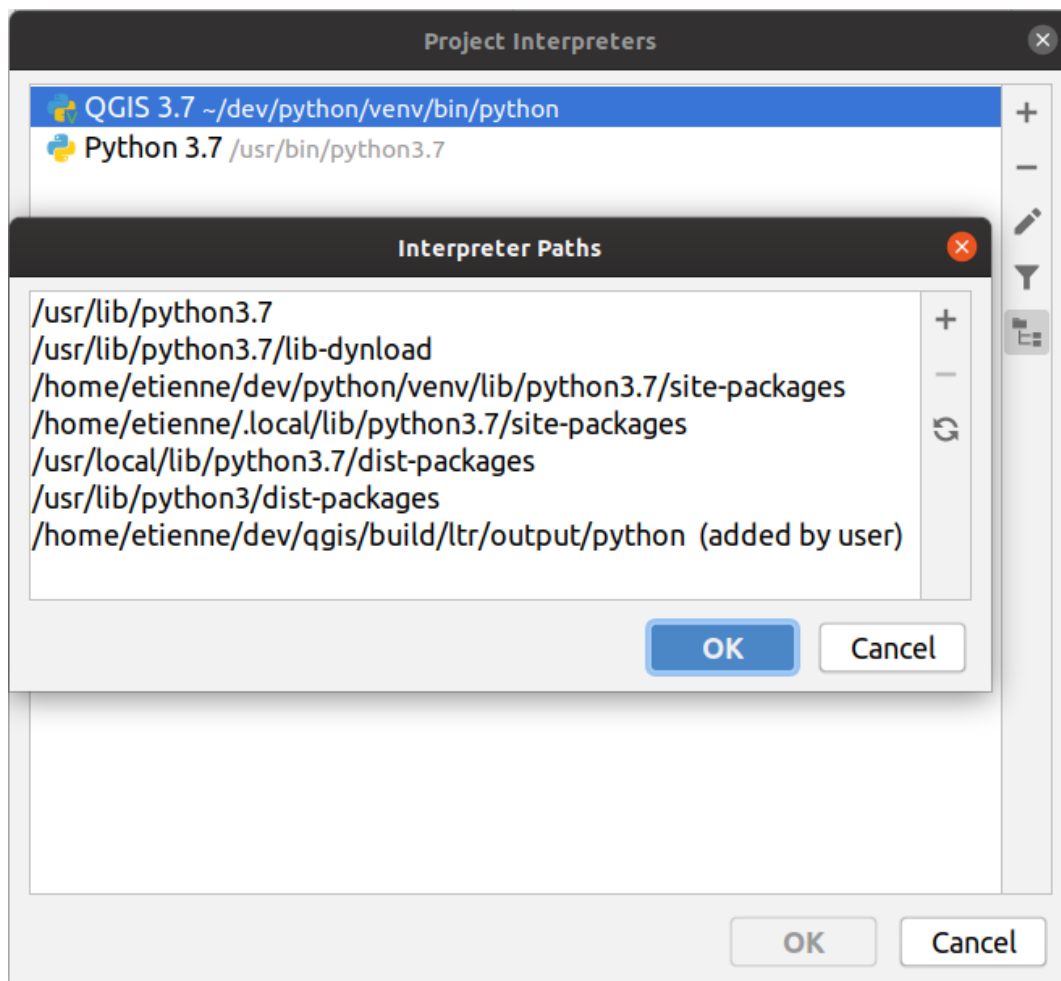 Project Interpreters
QGIS 3.7 ~/dev/python/venv/bin/python
Python 3.7 /usr/bin/python3.7
Interpreter Paths
/usr/lib/python3.7
/usr/lib/python3.7/lib-dynload
/home/etienne/dev/python/venv/lib/python3.7/site-packages
/home/etienne/.local/lib/python3.7/site-packages
/usr/local/lib/python3.7/dist-packages
/usr/lib/python3/dist-packages
/home/etienne/dev/qgis/build/ltr/output/python (added by user)
OK Cancel
OK Cancel